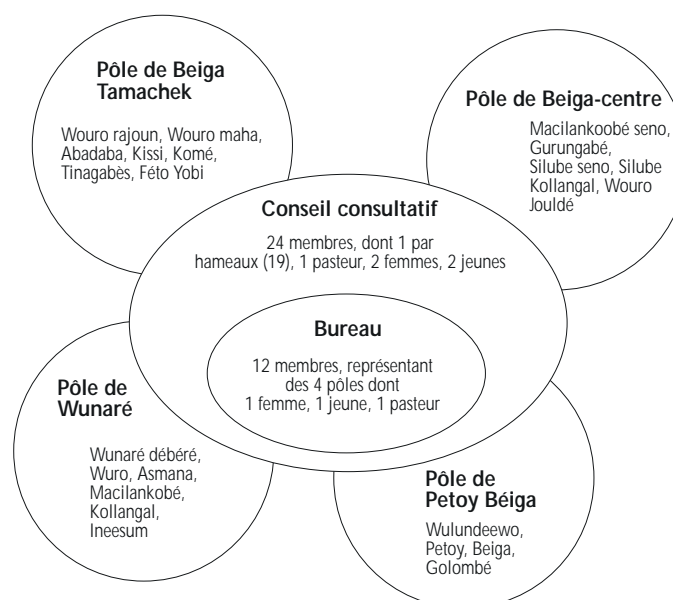 Pôle de Beiga
Tamachek
Wouro rajoun, Wouro maha,
Abadaba, Kissi, Komé,
Tinagabès, Féto Yobi
Pôle de Beiga-centre
Macilankoobé seno,
Gurungabé,
Silube seno, Silube
Kollangal, Wouro
Jouldé
Conseil consultatif
24 membres, dont 1 par
hameaux (19), 1 pasteur, 2 femmes, 2 jeunes
Bureau
12 membres, représentant
des 4 pôles dont
1 femme, 1 jeune, 1 pasteur
Pôle de
Wunaré
Wunaré débéré,
Wuro, Asmana,
Macilankobé,
Kollangal,
Ineesum
Pôle de
Petoy Béiga
Wulundeewo,
Petoy, Beiga,
Golombé